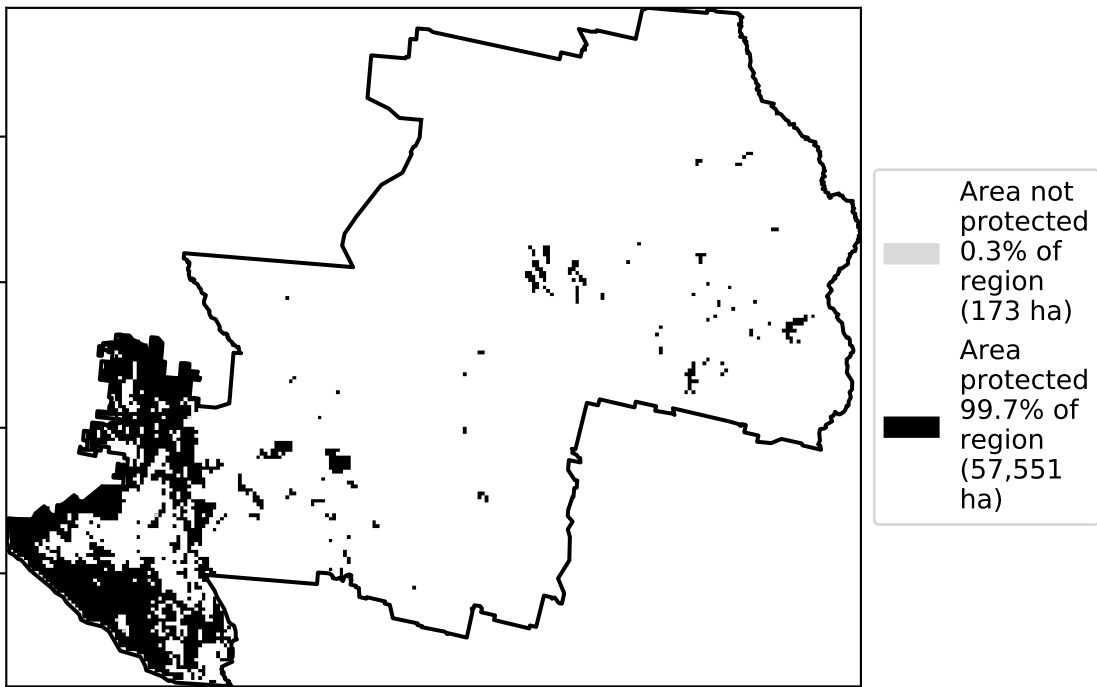 Area not
protected
0.3% of
region
(173 ha)
Area
protected
99.7% of
region
(57,551
ha)